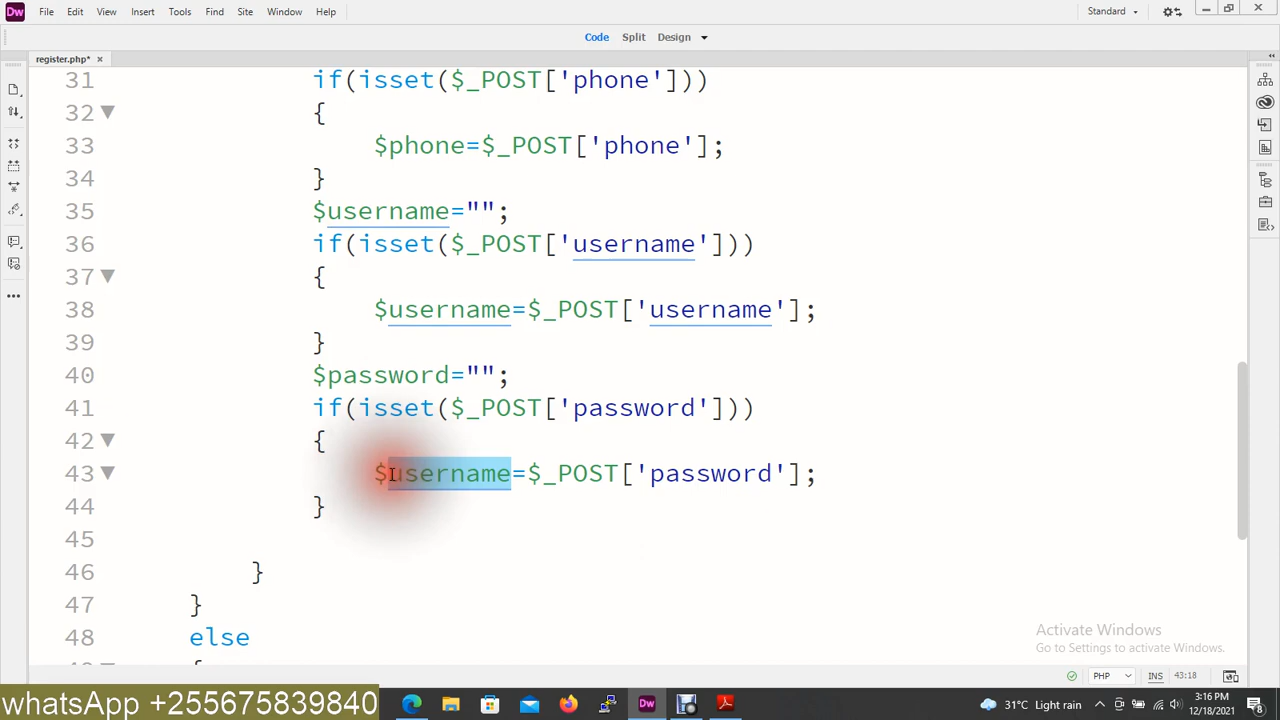 Dw File Edit View Insert Tools Find Site Window Help Standard
Code Split Design
register.php*
31 if(isset($_POST['phone']))
32 {
33 $phone=$_POST['phone'];
34 }
35 $username="";
36 if(isset($_POST['username']))
37 {
38 $username=$_POST['username'];
39 }
40 $password="";
41 if(isset($_POST['password']))
42 {
43 $username=$_POST['password'];
44 }
45
46 }
47 }
48 else
Activate Windows
Go to Settings to activate Windows.
PHP INS 43:18
whatsApp +255675839840
Dw
31°C Light rain
3:16 PM
12/18/2021
8